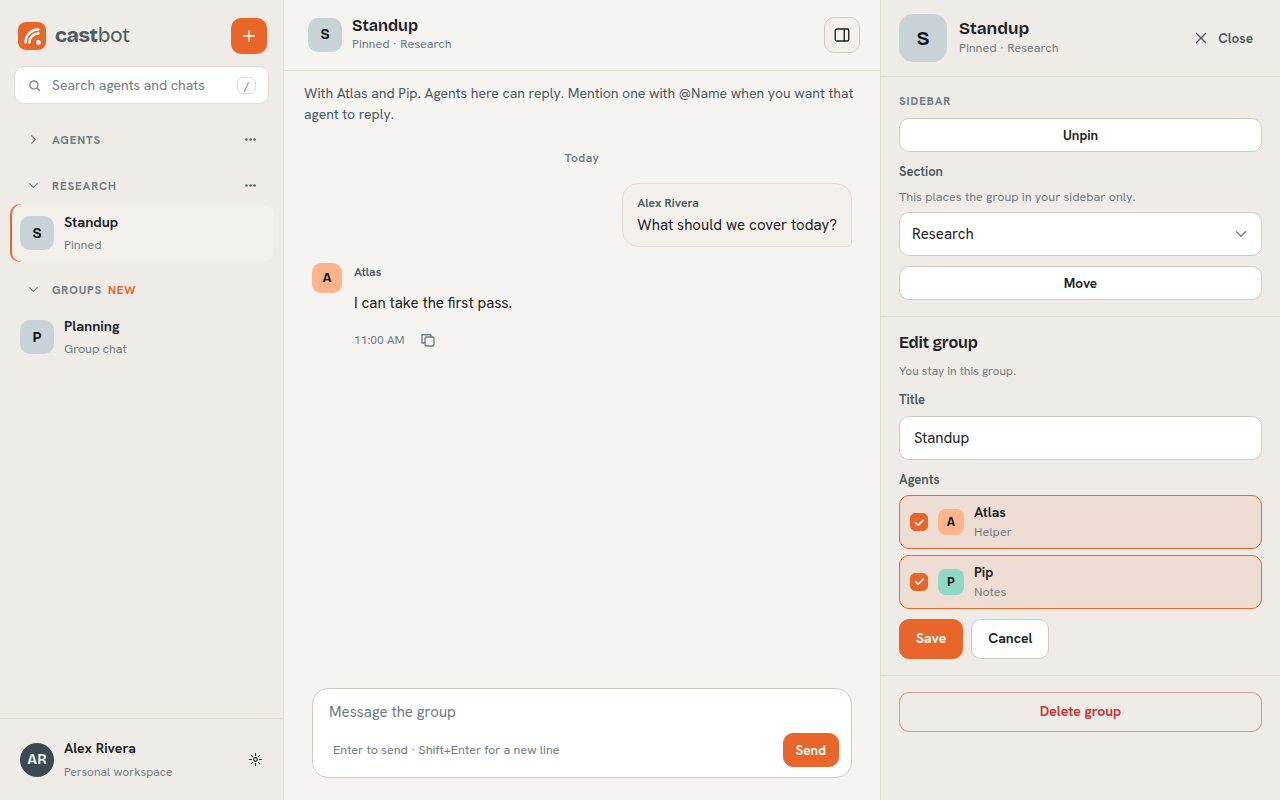 castbot
Search agents and chats /
AGENTS
RESEARCH
S Standup
Pinned
GROUPS NEW
P Planning
Group chat
AR Alex Rivera
Personal workspace
S Standup
Pinned · Research
With Atlas and Pip. Agents here can reply. Mention one with @Name when you want that
agent to reply.
Today
Alex Rivera
What should we cover today?
A Atlas
I can take the first pass.
11:00 AM
Message the group
Enter to send · Shift+Enter for a new line
Send
S Standup
Pinned · Research
Close
SIDEBAR
Unpin
Section
This places the group in your sidebar only.
Research
Move
Edit group
You stay in this group.
Title
Standup
Agents
A Atlas
Helper
P Pip
Notes
Save Cancel
Delete group